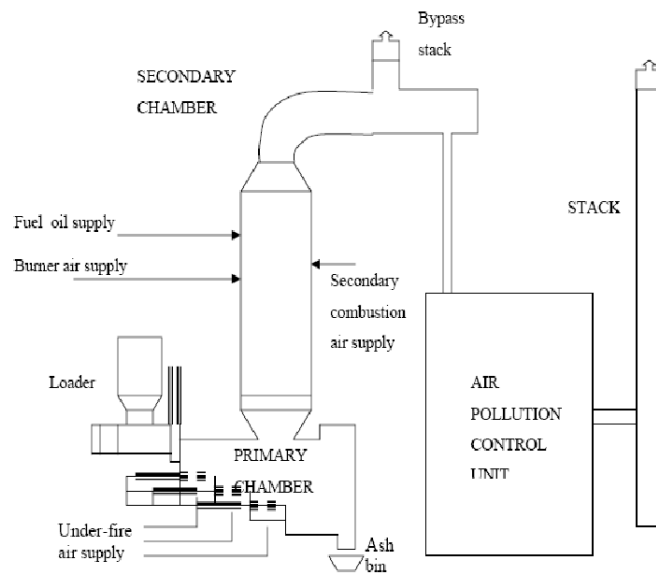 Bypass
stack
SECONDARY
CHAMBER
Fuel oil supply
STACK
Burner air supply
Secondary
combustion
air supply
Loader
AIR
POLLUTION
CONTROL
UNIT
PRIMARY
CHAMBER
Under-fire
air supply
Ash
bin